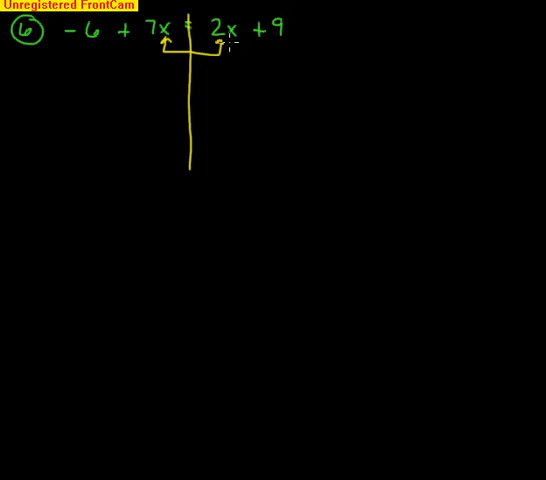 Unregistered FrontCam
6 - 6 + 7x = 2x + 9